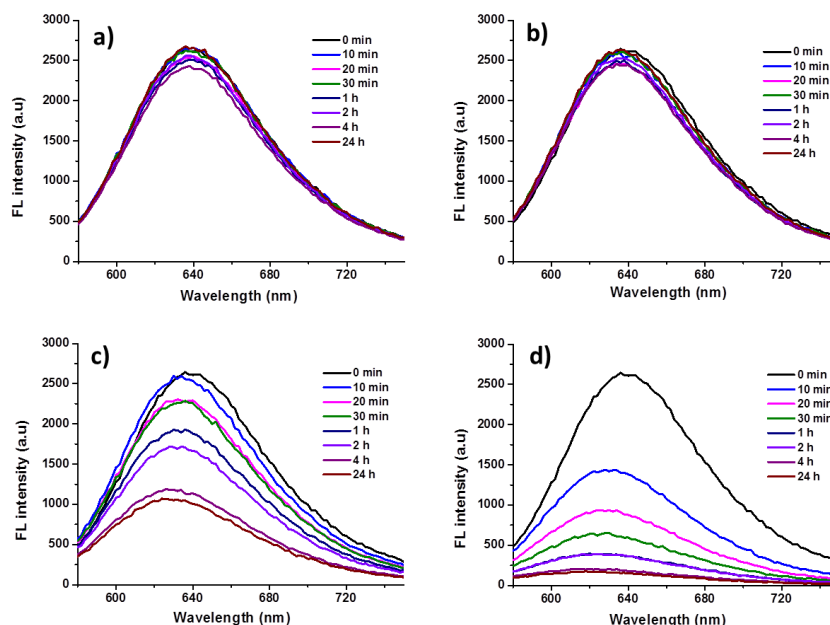 a)
3000
2500
2000
1500
1000
500
0
FL intensity (a.u)
600
640
680
720
Wavelength (nm)
0 min
10 min
20 min
30 min
1 h
2 h
4 h
24 h
b)
3000
2500
2000
1500
1000
500
0
FL intensity (a.u)
600
640
680
720
Wavelength (nm)
0 min
10 min
20 min
30 min
1 h
2 h
4 h
24 h
c)
3000
2500
2000
1500
1000
500
0
FL intensity (a.u)
600
640
680
720
Wavelength (nm)
0 min
10 min
20 min
30 min
1 h
2 h
4 h
24 h
d)
3000
2500
2000
1500
1000
500
0
FL intensity (a.u)
600
640
680
720
Wavelength (nm)
0 min
10 min
20 min
30 min
1 h
2 h
4 h
24 h